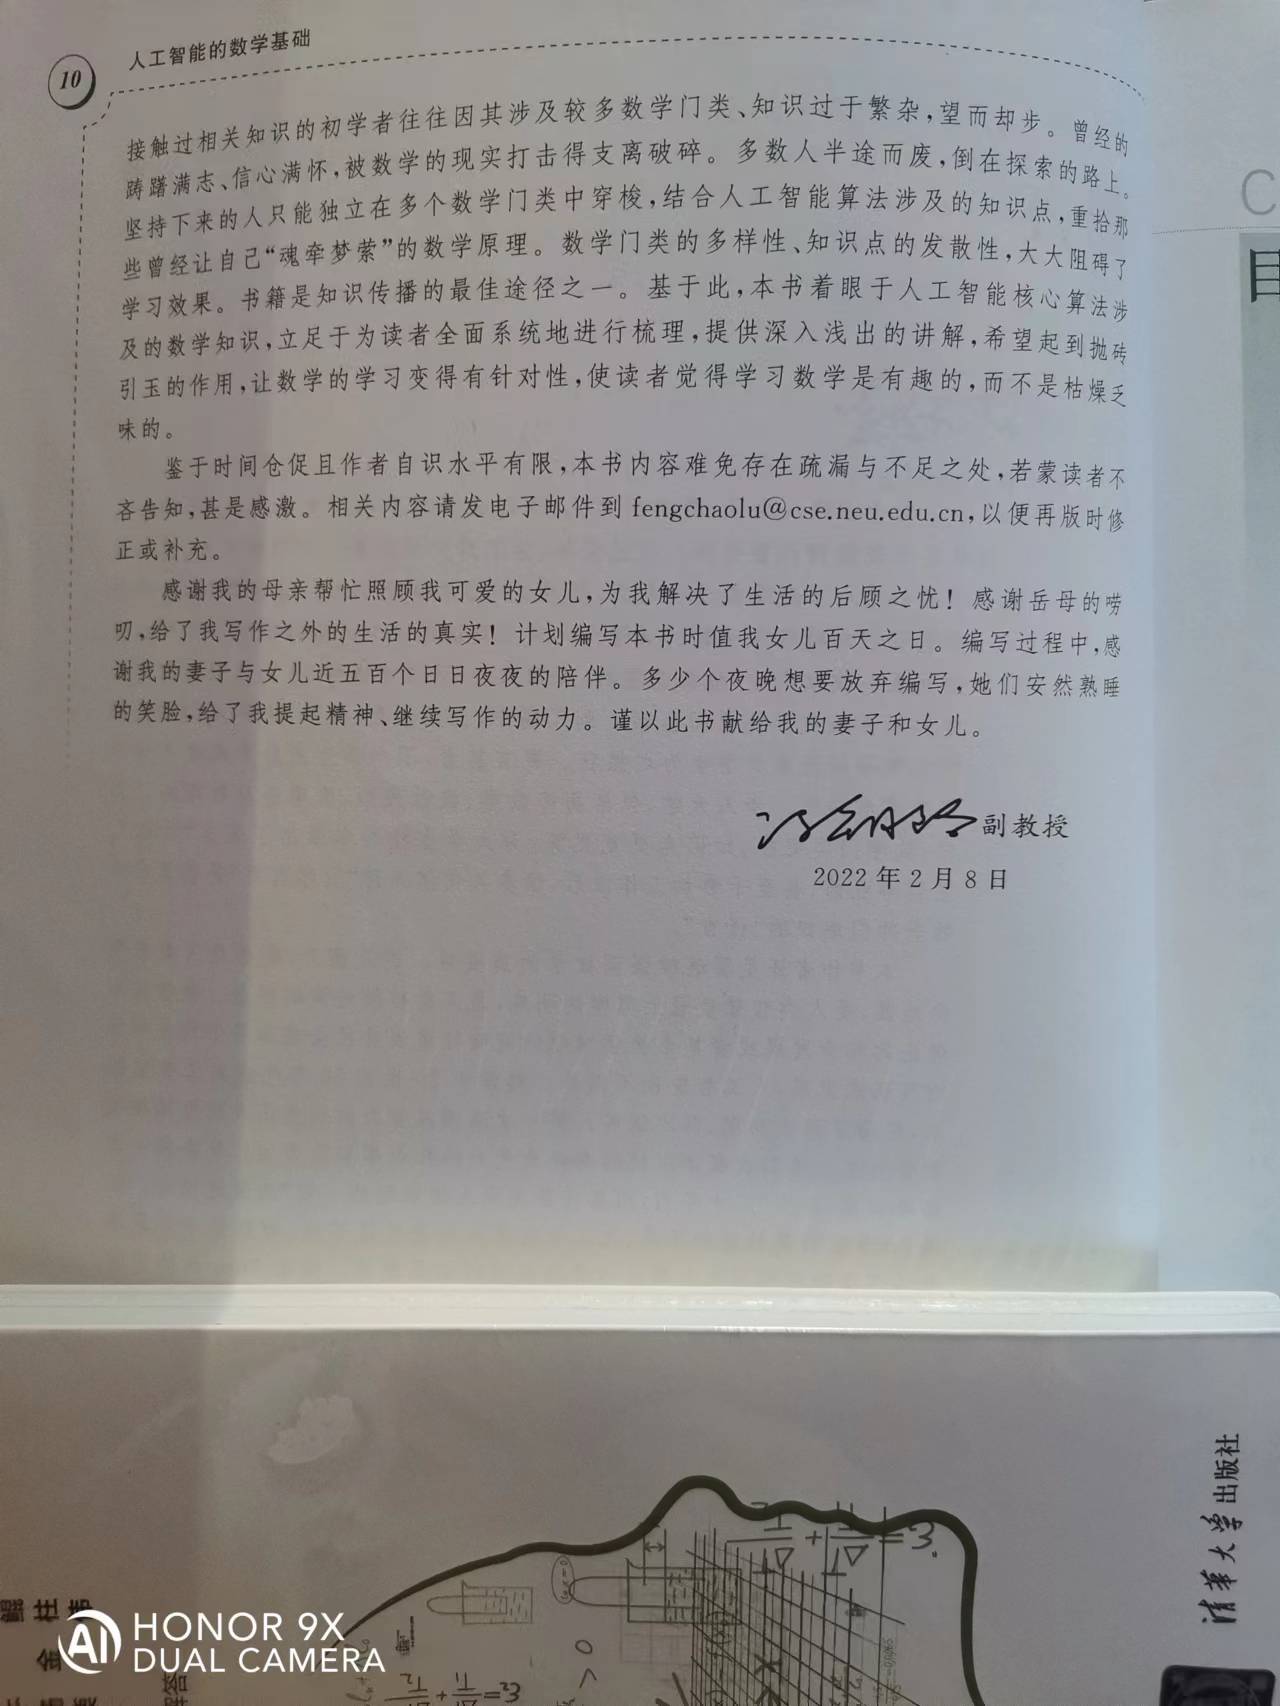 10
人工智能的数学基础
接触过相关知识的初学者往往因其涉及较多数学门类、知识过于繁杂，望而却步。曾经的
踌躇满志、信心满怀，被数学的现实打击得支离破碎。多数人半途而废，倒在探索的路上。
坚持下来的人只能独立在多个数学门类中穿梭，结合人工智能算法涉及的知识点，重拾那
些曾经让自己“魂牵梦萦”的数学原理。数学门类的多样性、知识点的发散性，大大阻碍了
学习效果。书籍是知识传播的最佳途径之一。基于此，本书着眼于人工智能核心算法涉
及的数学知识，立足于为读者全面系统地进行梳理，提供深入浅出的讲解，希望起到抛砖
引玉的作用，让数学的学习变得有针对性，使读者觉得学习数学是有趣的，而不是枯燥乏
味的。
鉴于时间仓促且作者自识水平有限，本书内容难免存在疏漏与不足之处，若蒙读者不
吝告知，甚是感激。相关内容请发电子邮件到 fengchaolu@cse.neu.edu.cn，以便再版时修
正或补充。
感谢我的母亲帮忙照顾我可爱的女儿，为我解决了生活的后顾之忧！感谢岳母的唠
叨，给了我写作之外的生活的真实！计划编写本书时值我女儿百天之日。编写过程中，感
谢我的妻子与女儿近五百个日日夜夜的陪伴。多少个夜晚想要放弃编写，她们安然熟睡
的笑脸，给了我提起精神、继续写作的动力。谨以此书献给我的妻子和女儿。
副教授
2022 年 2 月 8 日
C
目
清华大学出版社
HONOR 9X
DUAL CAMERA